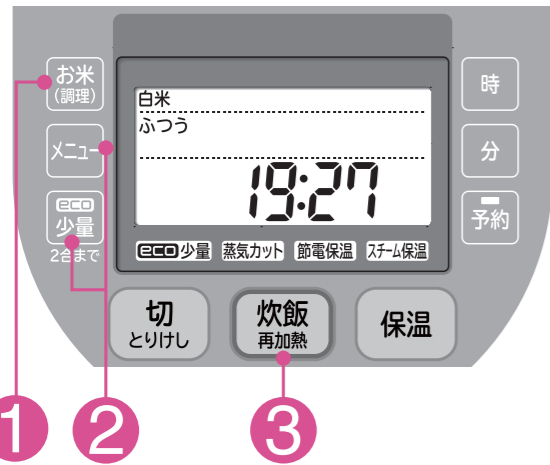 お米
(調理)
メニュー
eco
少量
2合まで
白米
ふつう
19:27
eco少量 蒸気カット 節電保温 スチーム保温
時
分
予約
切
とりけし
炊飯
再加熱
保温
1
2
3